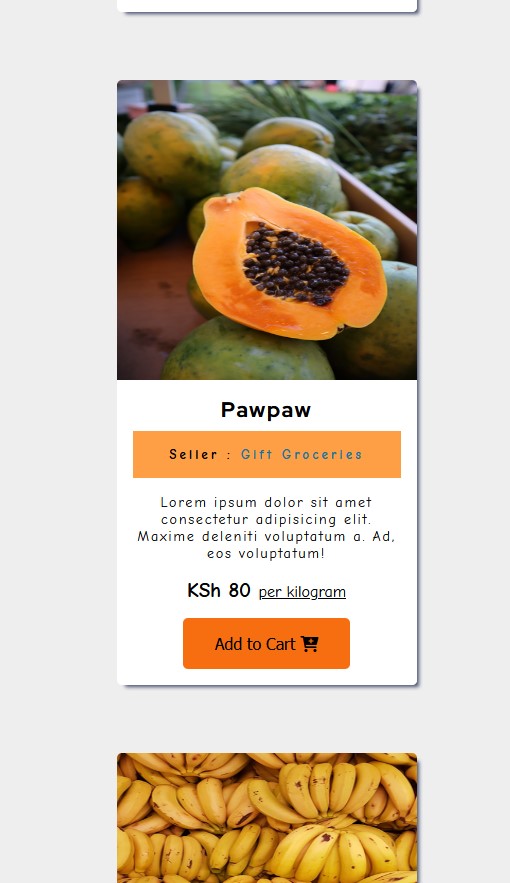 Pawpaw
Seller : Gift Groceries
Lorem ipsum dolor sit amet
consectetur adipisicing elit.
Maxime deleniti voluptatum a. Ad,
eos voluptatum!
KSh 80 per kilogram
Add to Cart